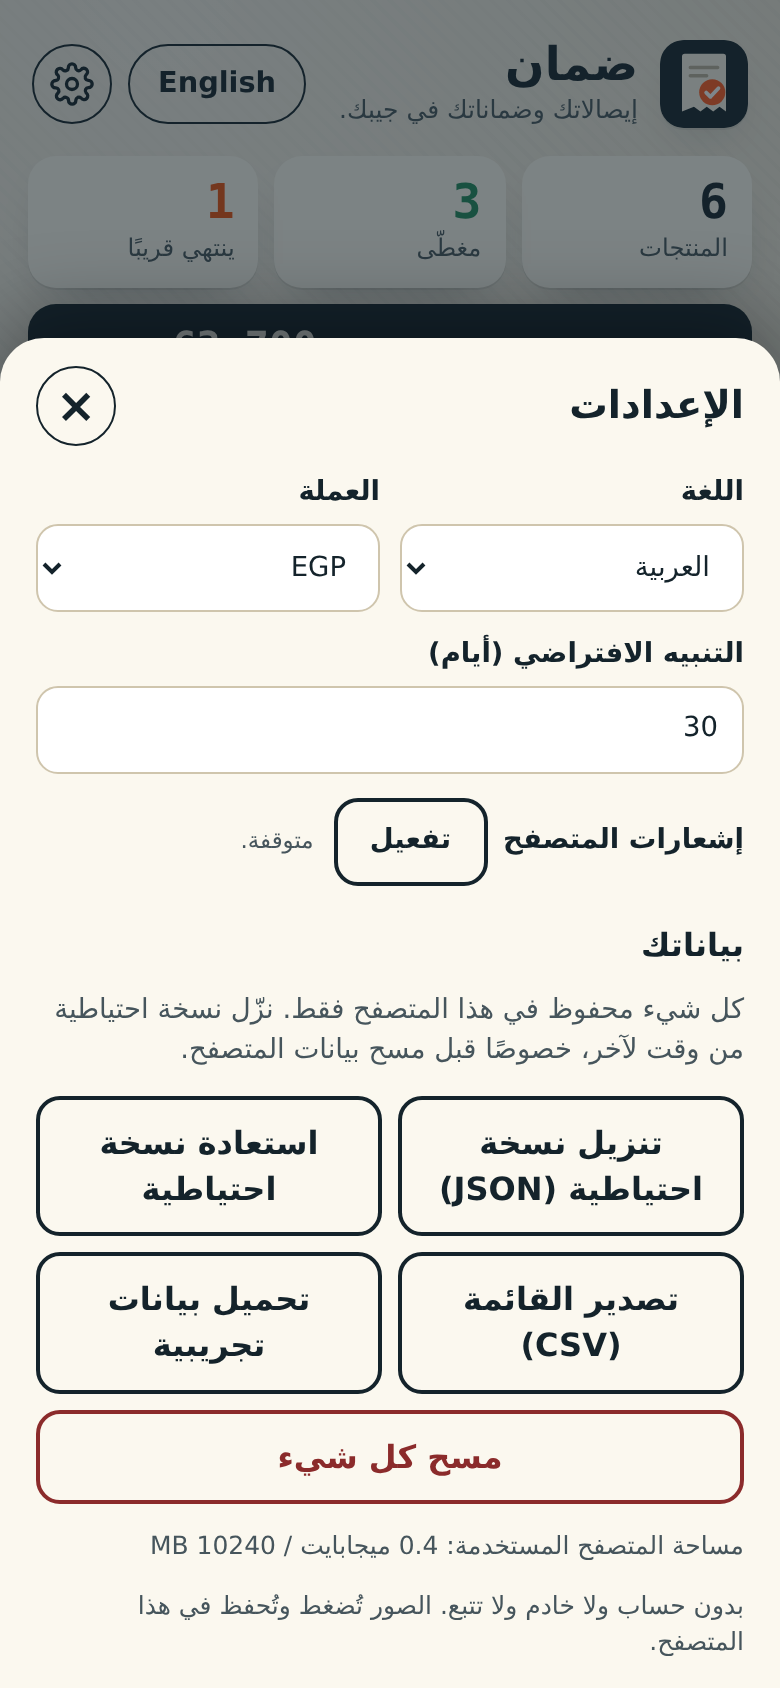 ضمان
إيصالاتك وضماناتك في جيبك.
English
6
المنتجات
3
مغطّى
1
ينتهي قريبًا
الإعدادات
اللغة
العربية
العملة
EGP
التنبيه الافتراضي (أيام)
30
إشعارات المتصفح
تفعيل
متوقفة.
بياناتك
كل شيء محفوظ في هذا المتصفح فقط. نزّل نسخة احتياطية
من وقت لآخر، خصوصًا قبل مسح بيانات المتصفح.
تنزيل نسخة
احتياطية (JSON)
استعادة نسخة
احتياطية
تصدير القائمة
(CSV)
تحميل بيانات
تجريبية
مسح كل شيء
مساحة المتصفح المستخدمة: 0.4 ميجابايت / 10240 MB
بدون حساب ولا خادم ولا تتبع. الصور تُضغط وتُحفظ في هذا
المتصفح.